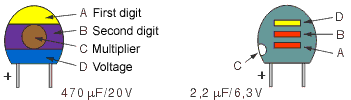 A First digit
B Second digit
C Multiplier
D Voltage
+
470 µF/20V
D
B
A
C
+
2,2 µF/6,3V